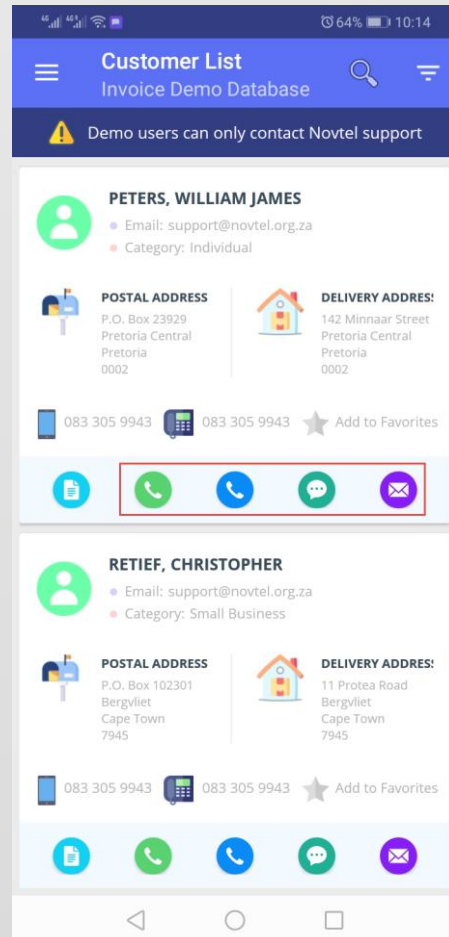 4G 4G 64% 10:14
Customer List
Invoice Demo Database
Demo users can only contact Novtel support
PETERS, WILLIAM JAMES
Email: support@novtel.org.za
Category: Individual
POSTAL ADDRESS
P.O. Box 23929
Pretoria Central
Pretoria
0002
DELIVERY ADDRES
142 Minnaar Street
Pretoria Central
Pretoria
0002
083 305 9943 083 305 9943 Add to Favorites
RETIEF, CHRISTOPHER
Email: support@novtel.org.za
Category: Small Business
POSTAL ADDRESS
P.O. Box 102301
Bergvliet
Cape Town
7945
DELIVERY ADDRES
11 Protea Road
Bergvliet
Cape Town
7945
083 305 9943 083 305 9943 Add to Favorites